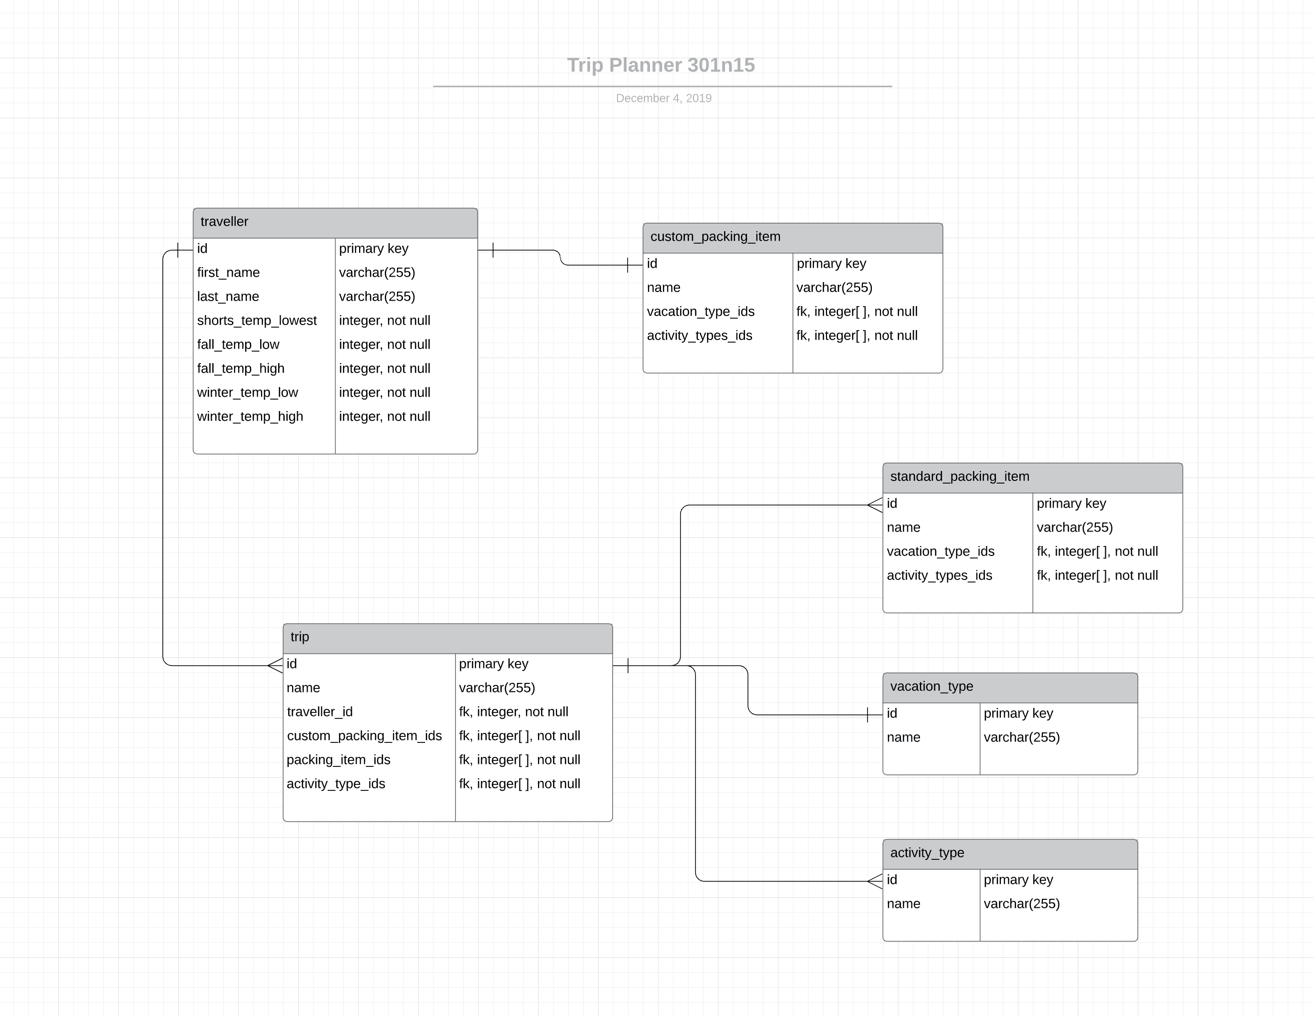 Trip Planner 301n15
December 4, 2019
traveller
id primary key
first_name varchar(255)
last_name varchar(255)
shorts_temp_lowest integer, not null
fall_temp_low integer, not null
fall_temp_high integer, not null
winter_temp_low integer, not null
winter_temp_high integer, not null
custom_packing_item
id primary key
name varchar(255)
vacation_type_ids fk, integer[ ], not null
activity_types_ids fk, integer[ ], not null
standard_packing_item
id primary key
name varchar(255)
vacation_type_ids fk, integer[ ], not null
activity_types_ids fk, integer[ ], not null
trip
id primary key
name varchar(255)
traveller_id fk, integer, not null
custom_packing_item_ids fk, integer[ ], not null
packing_item_ids fk, integer[ ], not null
activity_type_ids fk, integer[ ], not null
vacation_type
id primary key
name varchar(255)
activity_type
id primary key
name varchar(255)